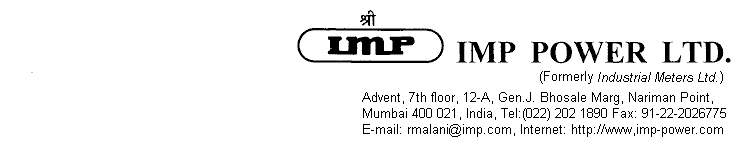 श्री
IMP
IMP POWER LTD.
(Formerly Industrial Meters Ltd.)
Advent, 7th floor, 12-A, Gen.J. Bhosale Marg, Nariman Point,
Mumbai 400 021, India, Tel:(022) 202 1890 Fax: 91-22-2026775
E-mail: rmalani@imp.com, Internet: http://www,imp-power.com